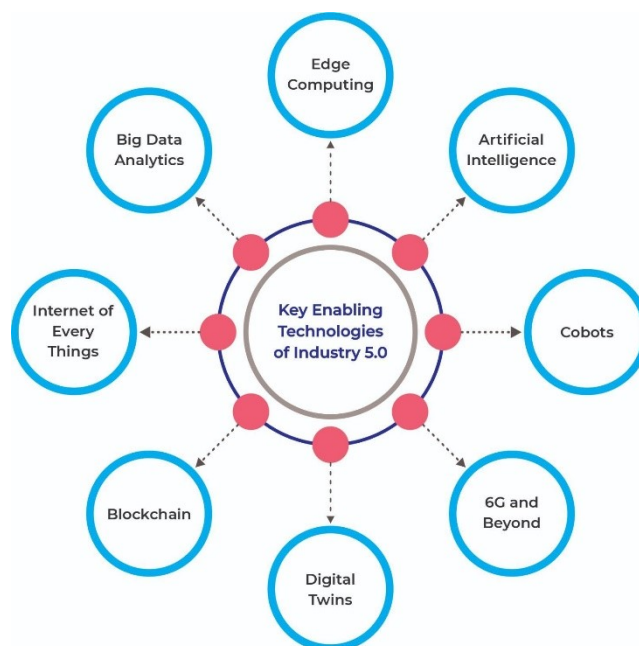 Edge
Computing
Artificial
Intelligence
Cobots
6G and
Beyond
Digital
Twins
Blockchain
Internet of
Every
Things
Big Data
Analytics
Key Enabling
Technologies
of Industry 5.0